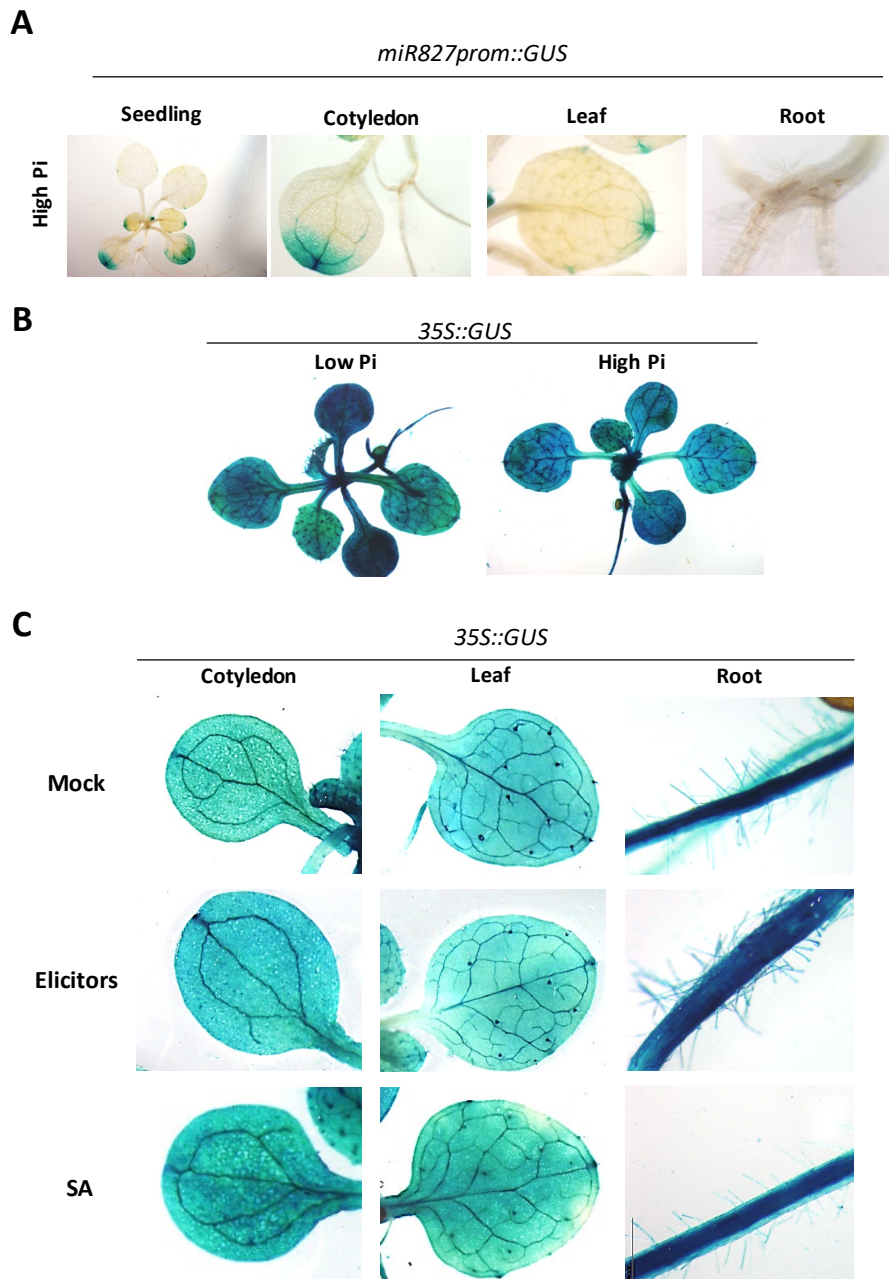 A
miR827prom::GUS
Seedling Cotyledon Leaf Root
High Pi
B
35S::GUS
Low Pi High Pi
C
35S::GUS
Cotyledon Leaf Root
Mock
Elicitors
SA